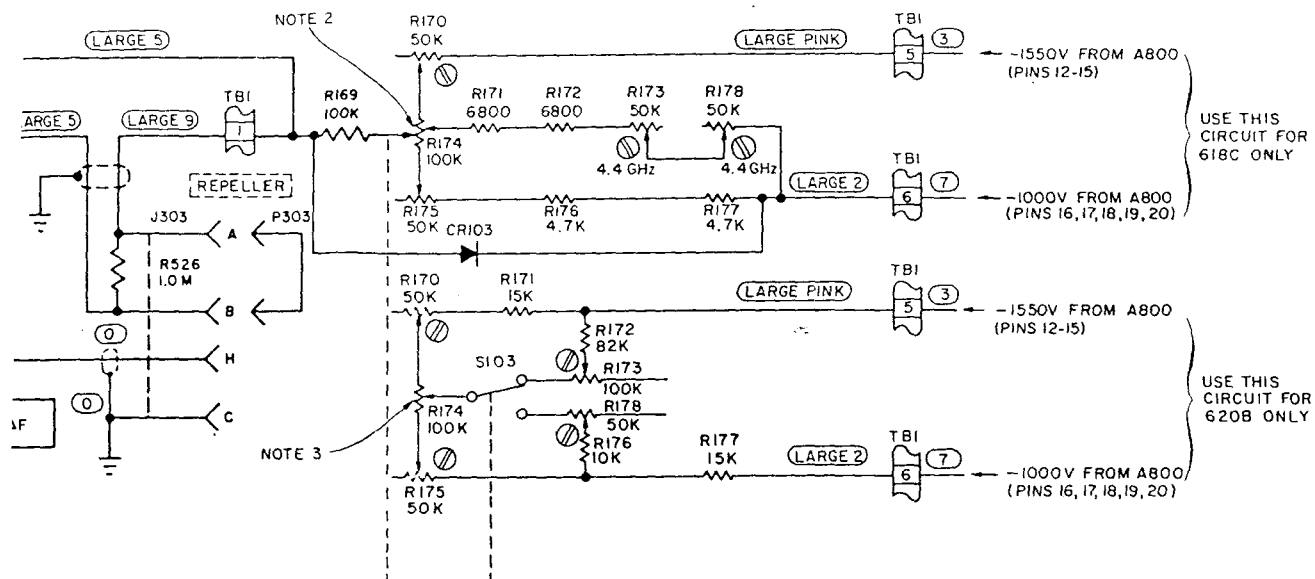 NOTE 2
LARGE 5
R170
50K
LARGE PINK
TB1
5
3
-1550V FROM A800
(PINS 12-15)
ARGE 5
LARGE 9
TB1
1
R169
100K
R171
6800
R172
6800
R173
50K
R178
50K
R174
100K
4.4 GHz
4.4 GHz
USE THIS
CIRCUIT FOR
618C ONLY
REPELLER
LARGE 2
TB1
6
7
-1000V FROM A800
(PINS 16,17,18,19,20)
R175
50K
R176
4.7K
R177
4.7K
J303
P303
A
CR103
R526
1.0 M
B
R170
50K
R171
15K
LARGE PINK
TB1
5
3
-1550V FROM A800
(PINS 12-15)
R172
82K
0
H
S103
R173
100K
R174
100K
R178
50K
USE THIS
CIRCUIT FOR
620B ONLY
0
C
AF
NOTE 3
R176
10K
R177
15K
LARGE 2
TB1
6
7
-1000V FROM A800
(PINS 16,17,18,19,20)
R175
50K